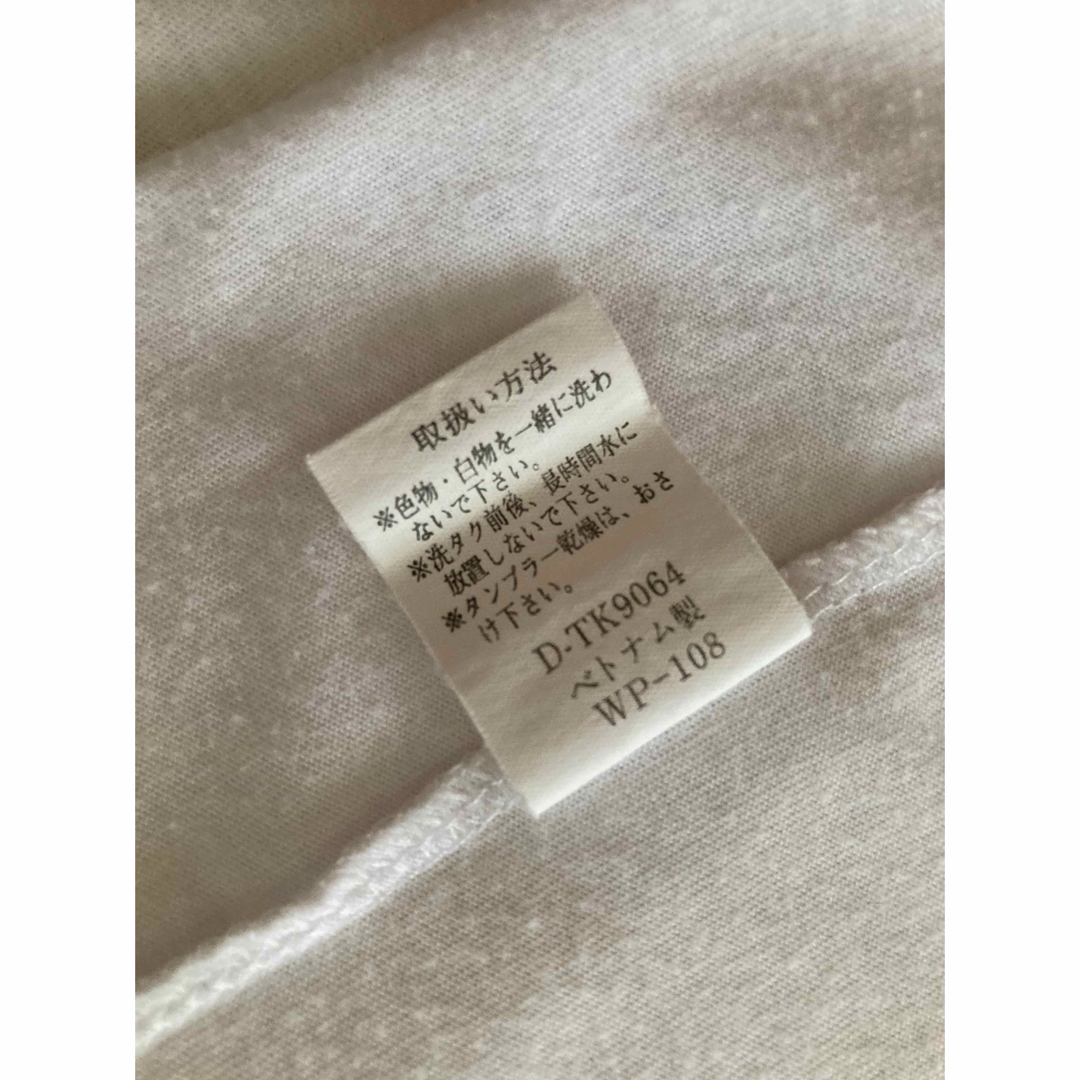 取扱い方法
※色物・白物を一緒に洗わ
ないで下さい。
※洗タク前後、長時間水に
放置しないで下さい。
※タンブラー乾燥は、おさ
け下さい。
D-TK9064
ベトナム製
WP-108